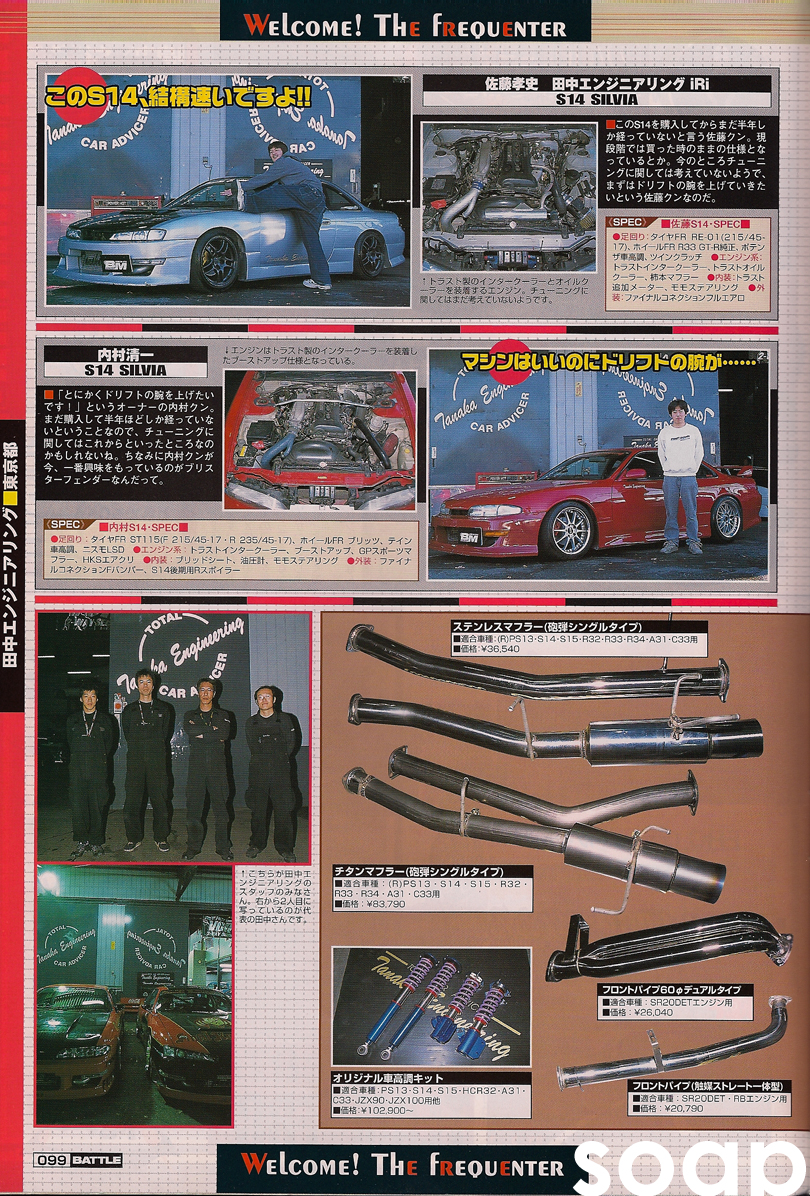 Welcome! The Frequenter
このS14、結構速いですよ!!
佐藤孝史　田中エンジニアリング iRi
S14 SILVIA
■このS14を購入してからまだ半年し
か経っていないと言う佐藤クン。現
段階では買った時のままの仕様とな
っているとか。今のところチューニ
ングに関しては考えていないようで、
まずはドリフトの腕を上げていきた
いという佐藤クンなのだ。
SPEC ■佐藤S14・SPEC■
●足回り：タイヤFR RE-01(215/45-
17)、ホイールFR R33 GT-R純正、ボテン
ザ車高調、ツインクラッチ ●エンジン系：
トラストインタークーラー、トラストオイル
クーラー、柿本マフラー ●内装：トラスト
追加メーター、モモステアリング ●外
装：ファイナルコネクションフルエアロ
↑トラスト製のインタークーラーとオイルク
ーラーを装着するエンジン。チューニングに
関してはまだ考えていないようです。
TOTAL
Tanaka Engineering
CAR ADVICER
BM
内村清一
S14 SILVIA
↓エンジンはトラスト製のインタークーラーを装着し
たブーストアップ仕様となっている。
■「とにかくドリフトの腕を上げたい
です！」というオーナーの内村クン。
まだ購入して半年ほどしか経っていな
いということなので、チューニングに
関してはこれからといったところなの
かもしれないね。ちなみに内村クンが
今、一番興味をもっているのがブリス
ターフェンダーなんだって。
マシンはいいのにドリフトの腕が……
Tanaka Engineering
CAR ADVICER
BM
SPEC ■内村S14・SPEC■
●足回り：タイヤFR ST115(F 215/45-17・R 235/45-17)、ホイールFR ブリッツ、テイン
車高調、ニスモLSD ●エンジン系：トラストインタークーラー、ブーストアップ、GPスポーツマ
フラー、HKSエアクリ ●内装：ブリッドシート、油圧計、モモステアリング ●外装：ファイナ
ルコネクションFバンパー、S14後期用Rスポイラー
田中エンジニアリング■東京都
TOTAL
Tanaka Engineering
CAR ADVICER
↑こちらが田中エ
ンジニアリングの
スタッフのみなさ
ん。右から2人目に
写っているのが代
表の田中さんです。
TOTAL
Tanaka Engineering
CAR ADVICER
ステンレスマフラー(砲弾シングルタイプ)
■適合車種：(R)PS13・S14・S15・R32・R33・R34・A31・C33用
■価格：¥36,540
チタンマフラー(砲弾シングルタイプ)
■適合車種：(R)PS13・S14・S15・R32・
R33・R34・A31・C33用
■価格：¥83,790
フロントパイプ60φデュアルタイプ
■適合車種：SR20DETエンジン用
■価格：¥26,040
Tanaka Engineering
オリジナル車高調キット
■適合車種：PS13・S14・S15・HCR32・A31・
C33・JZX90・JZX100用他
■価格：¥102,900～
フロントパイプ(触媒ストレート一体型)
■適合車種：SR20DET・RBエンジン用
■価格：¥20,790
099 BATTLE
Welcome! The Frequenter
soap